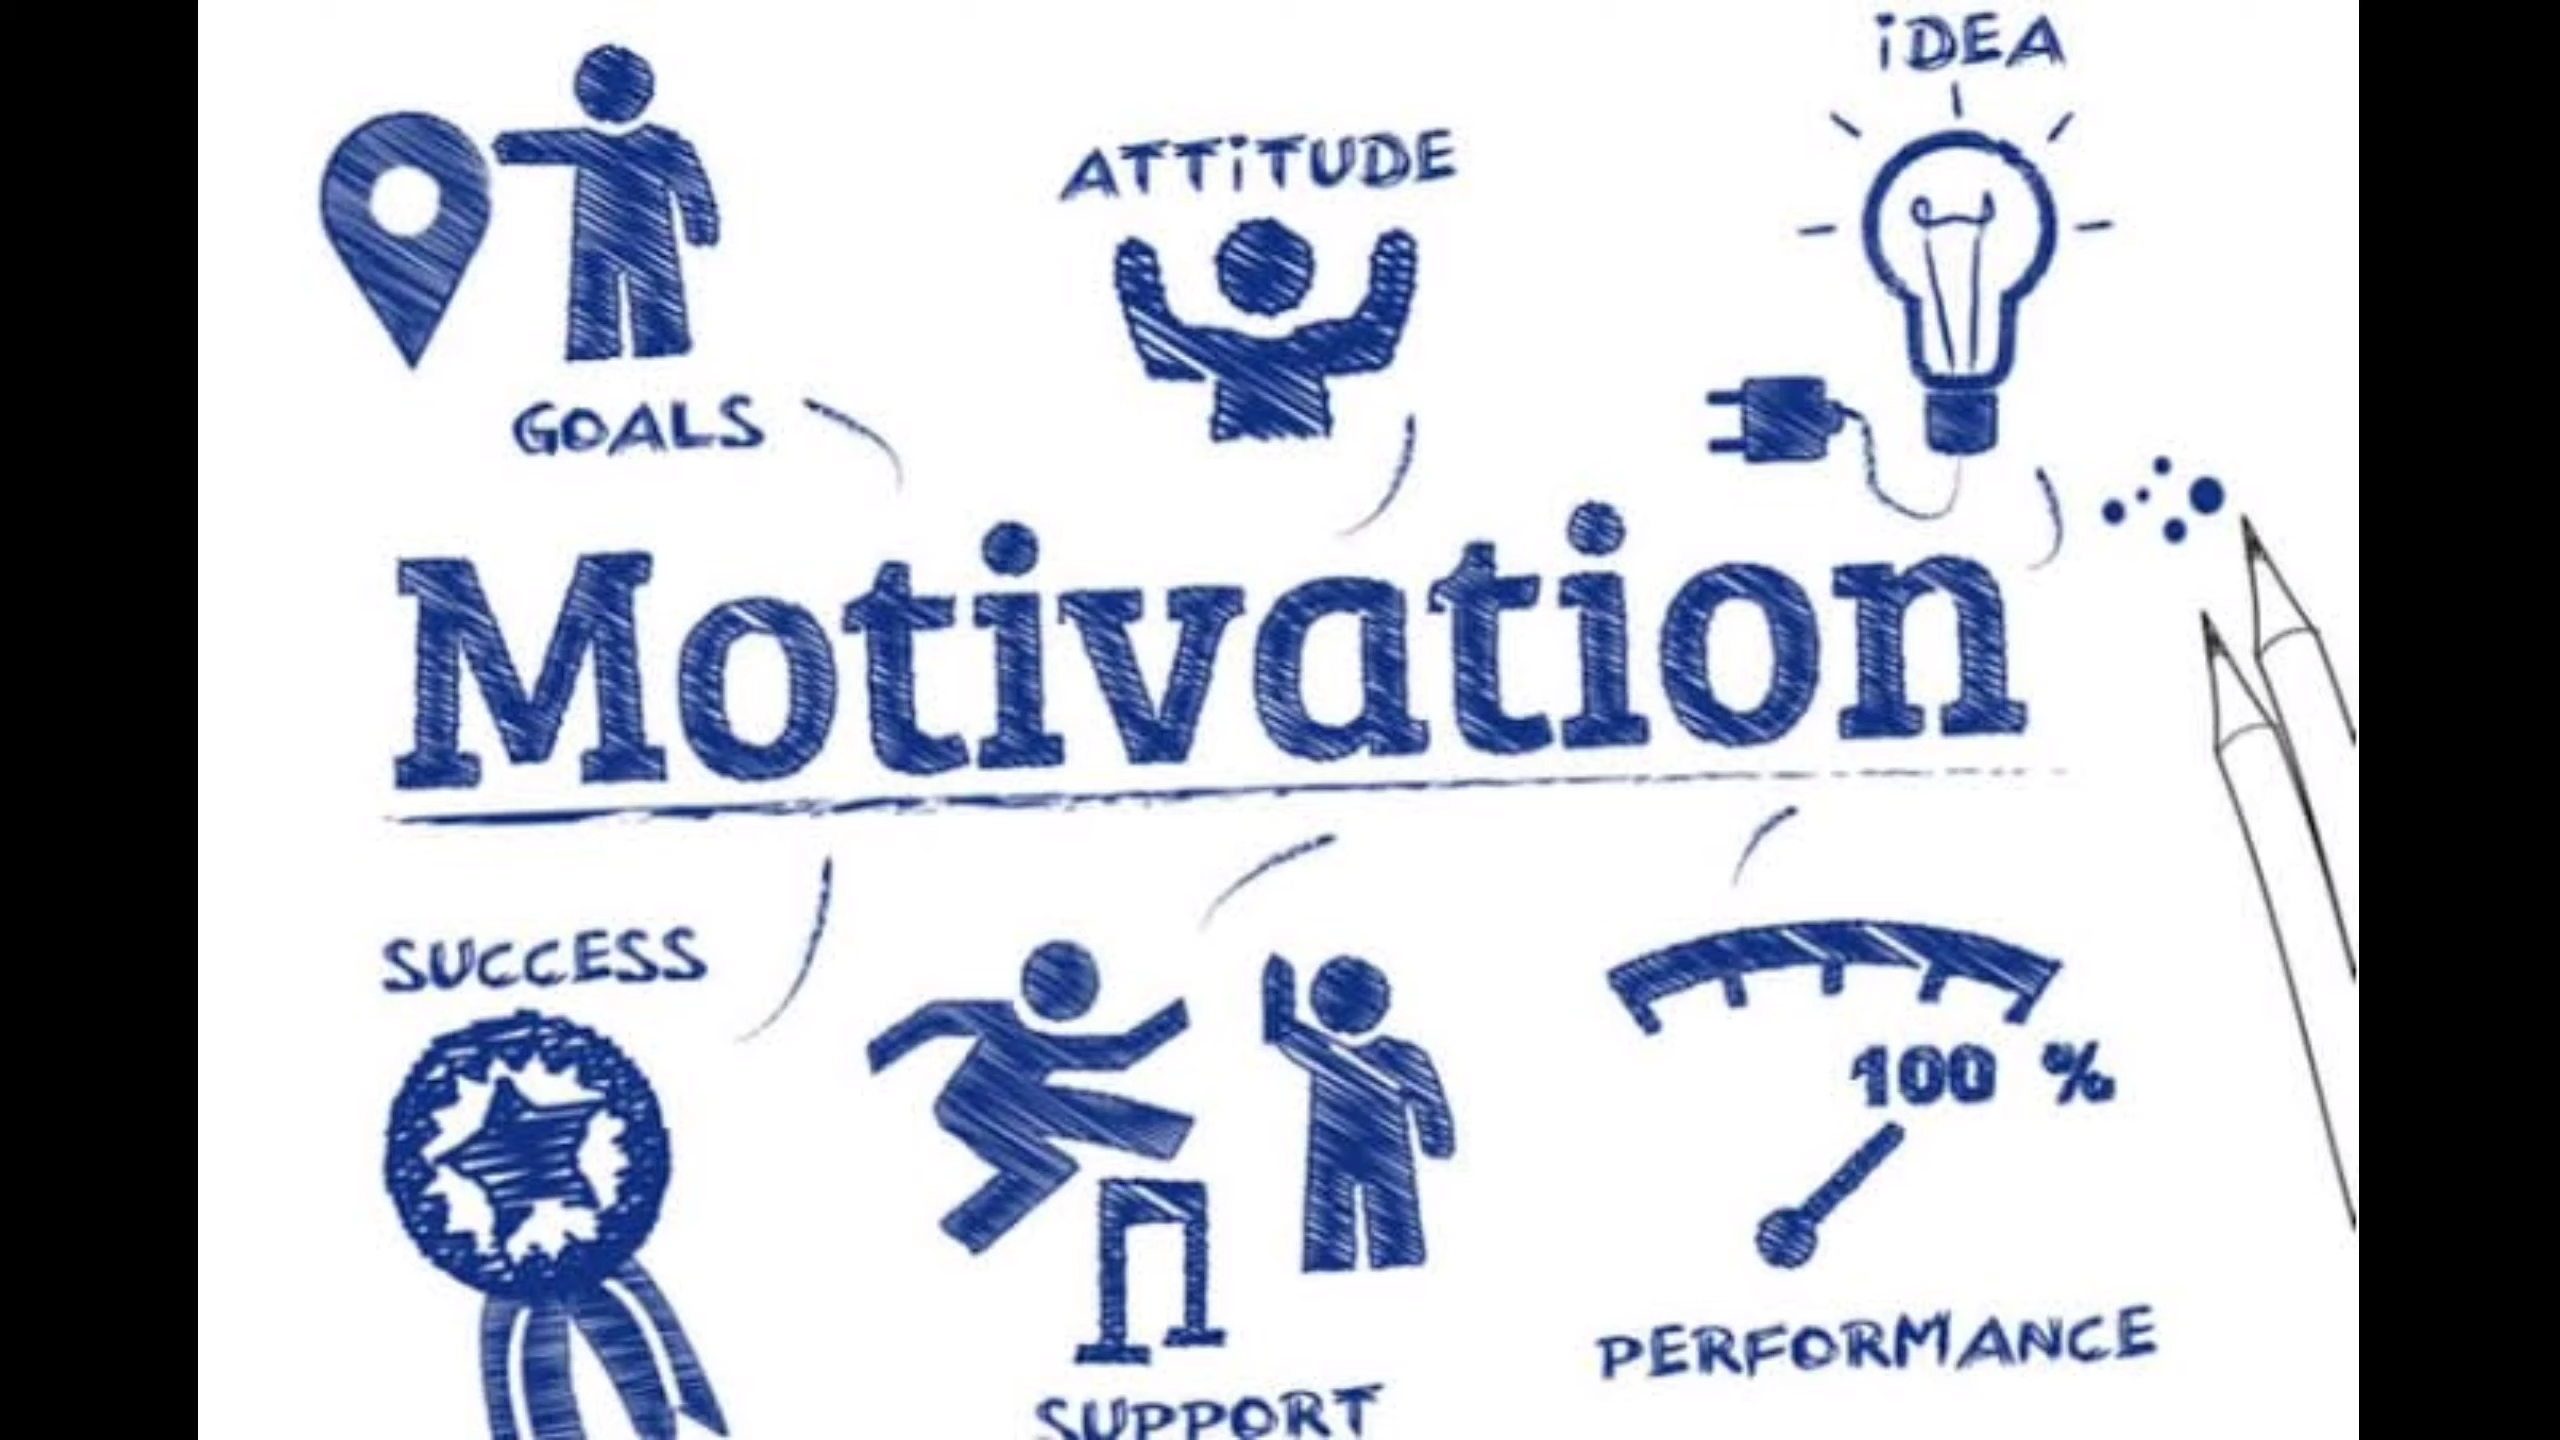 iDEA
ATTiTUDE
GOALS
Motivation
SUCCESS
100 %
PERFORMANCE
SUPPORT